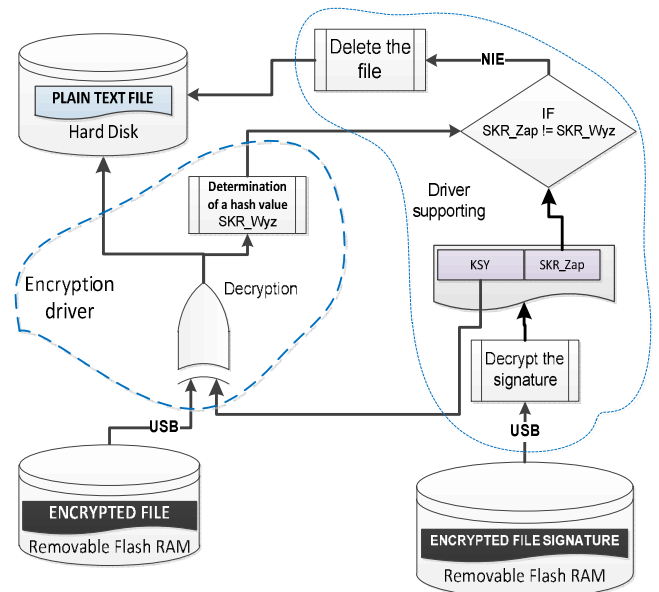 Delete the
file
NIE
PLAIN TEXT FILE
Hard Disk
IF
SKR_Zap != SKR_Wyz
Determination
of a hash value
SKR_Wyz
Driver
supporting
KSY
SKR_Zap
Encryption
driver
Decryption
Decrypt the
signature
USB
USB
ENCRYPTED FILE
Removable Flash RAM
ENCRYPTED FILE SIGNATURE
Removable Flash RAM